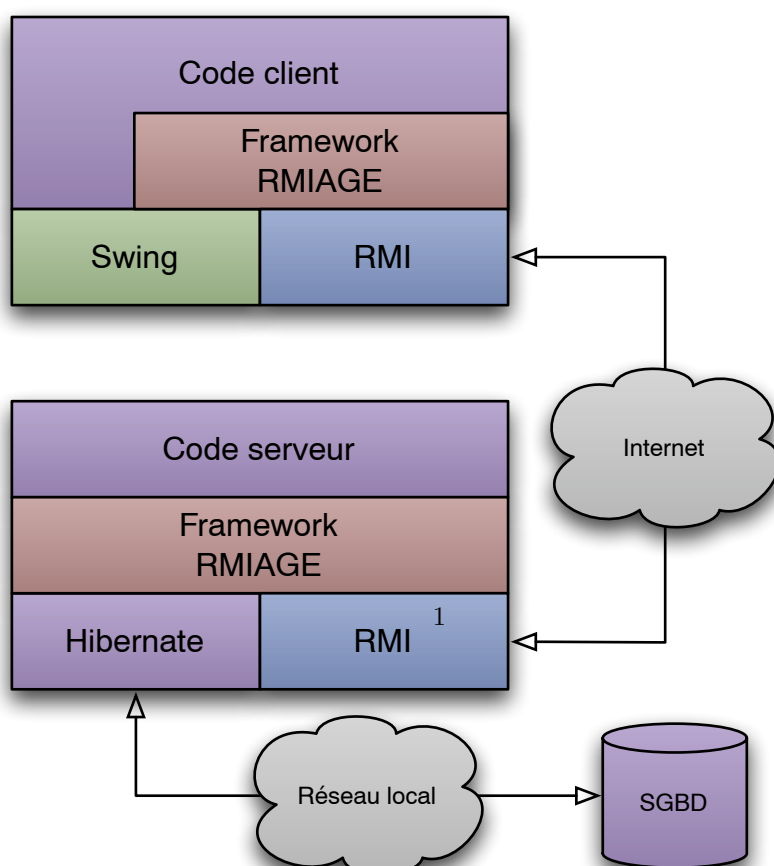 Code client
Framework
RMIAGE
Swing
RMI
Internet
Code serveur
Framework
RMIAGE
Hibernate
RMI 1
Réseau local
SGBD